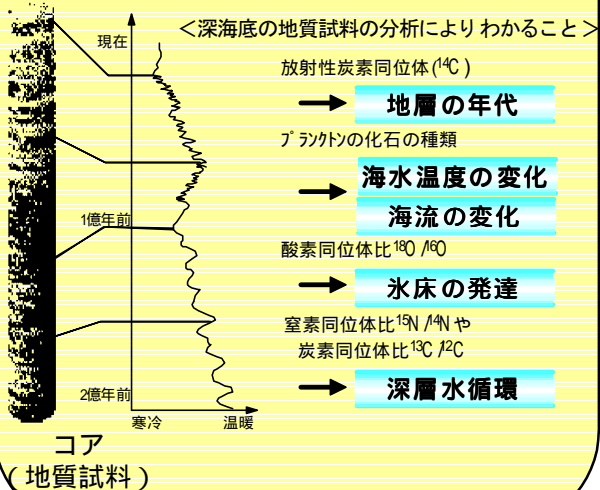 ＜深海底の地質試料の分析によりわかること＞
現在
放射性炭素同位体(¹⁴C)
地層の年代
プランクトンの化石の種類
海水温度の変化
海流の変化
1億年前
酸素同位体比¹⁸O/¹⁶O
氷床の発達
窒素同位体比¹⁵N/¹⁴Nや
炭素同位体比¹³C/¹²C
深層水循環
2億年前
寒冷 温暖
コア
(地質試料)